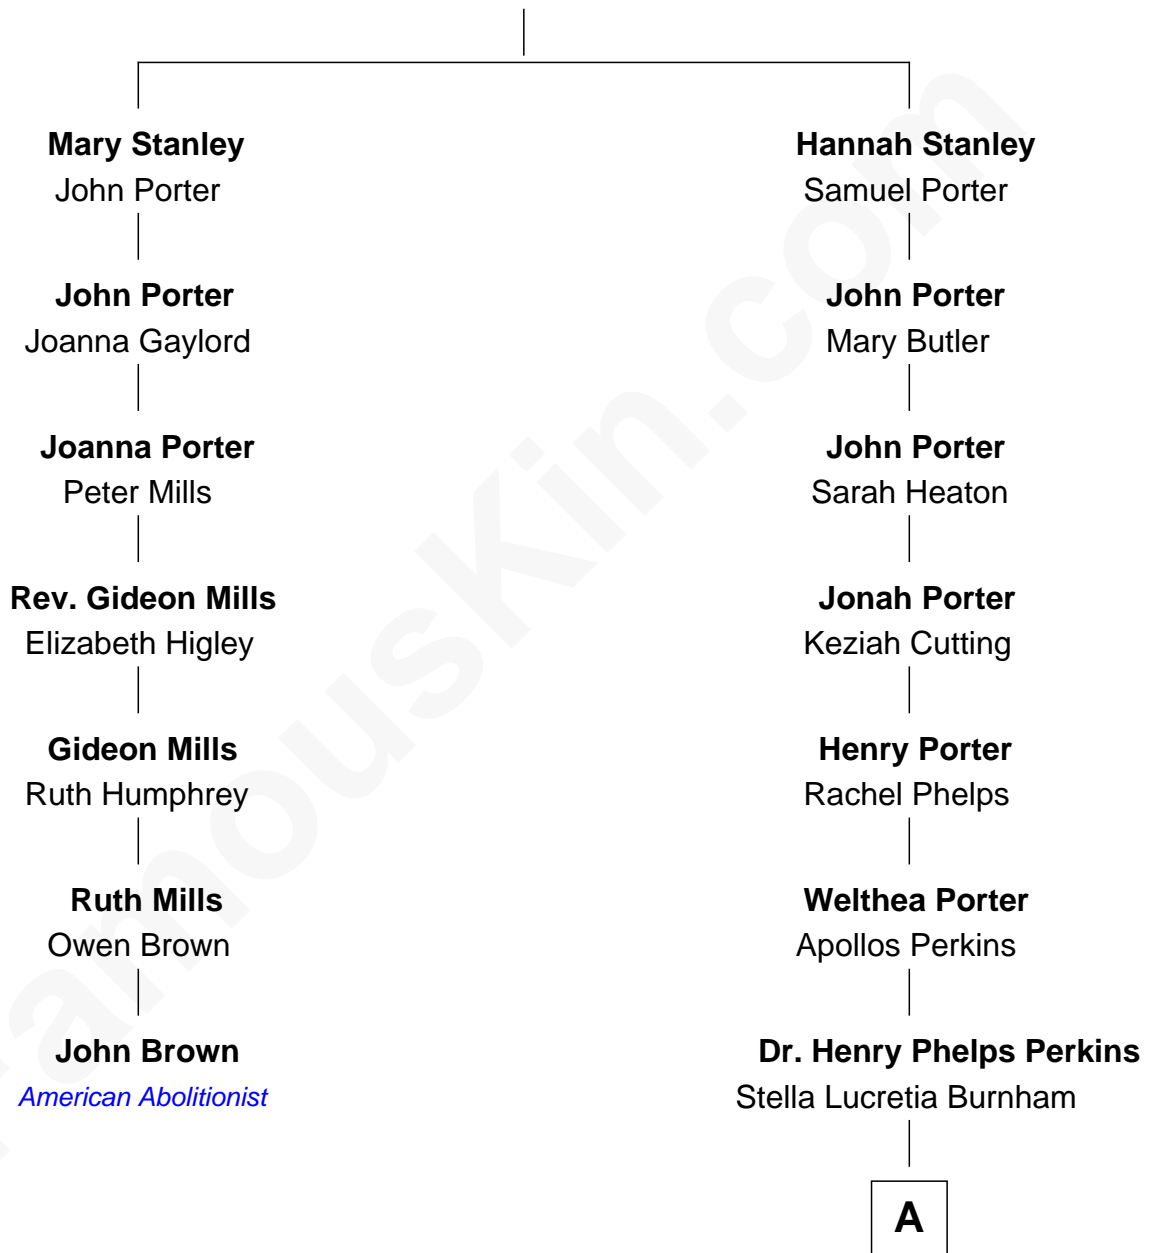 Mary Stanley
John Porter
John Porter
Joanna Gaylord
Joanna Porter
Peter Mills
Rev. Gideon Mills
Elizabeth Higley
Gideon Mills
Ruth Humphrey
Ruth Mills
Owen Brown
John Brown
American Abolitionist
Hannah Stanley
Samuel Porter
John Porter
Mary Butler
John Porter
Sarah Heaton
Jonah Porter
Keziah Cutting
Henry Porter
Rachel Phelps
Welthea Porter
Apollos Perkins
Dr. Henry Phelps Perkins
Stella Lucretia Burnham
A
FamousKin.com